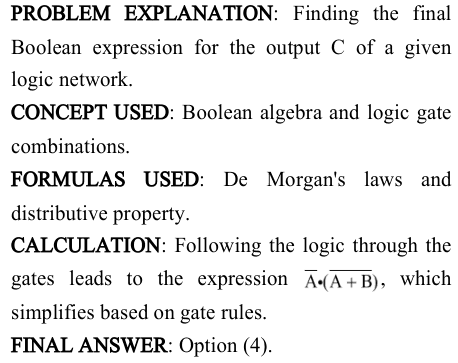 PROBLEM EXPLANATION: Finding the final
Boolean expression for the output C of a given
logic network.
CONCEPT USED: Boolean algebra and logic gate
combinations.
FORMULAS USED: De Morgan's laws and
distributive property.
CALCULATION: Following the logic through the
gates leads to the expression A̅•(A̅ ̅+̅ ̅B̅), which
simplifies based on gate rules.
FINAL ANSWER: Option (4).